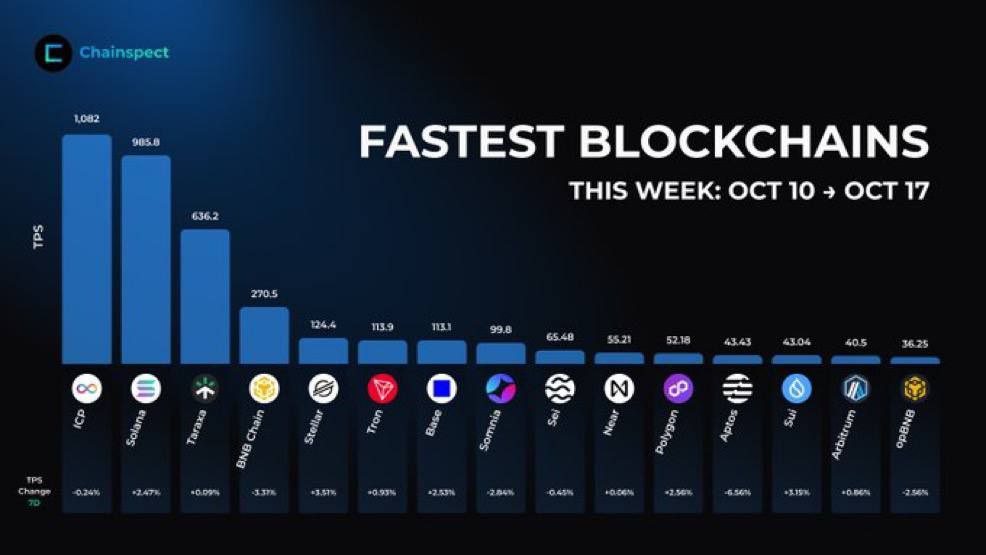 Chainspect
FASTEST BLOCKCHAINS
THIS WEEK: OCT 10 → OCT 17
TPS
1,082
985.8
636.2
270.5
124.4
113.9
113.1
99.8
65.48
55.21
52.18
43.43
43.04
40.5
36.25
ICP
Solana
Taraxa
BNB Chain
Stellar
Tron
Base
Somnia
Sei
Near
Polygon
Aptos
Sui
Arbitrum
opBNB
TPS
Change
7D
-0.24%
+2.47%
+0.09%
-3.31%
+3.51%
+0.93%
+2.53%
-2.84%
-0.45%
+0.06%
+2.56%
-6.56%
+3.15%
+0.86%
-2.56%